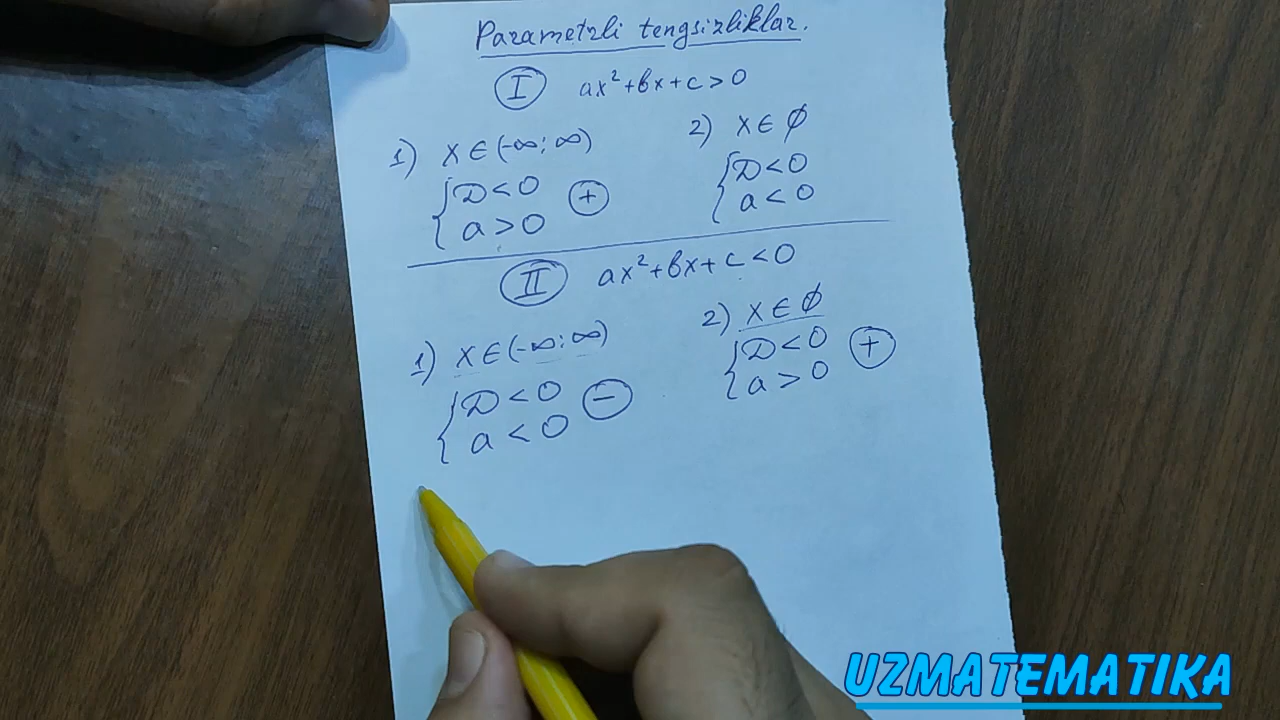 Parametrli tengsizliklar.
I ax²+bx+c>0
1) x∈(-∞;∞)
{D<0
a>0 +
2) x∈∅
{D<0
a<0
II ax²+bx+c<0
1) x∈(-∞;∞)
{D<0
a<0 −
2) x∈∅
{D<0
a>0 +
UZMATEMATIKA